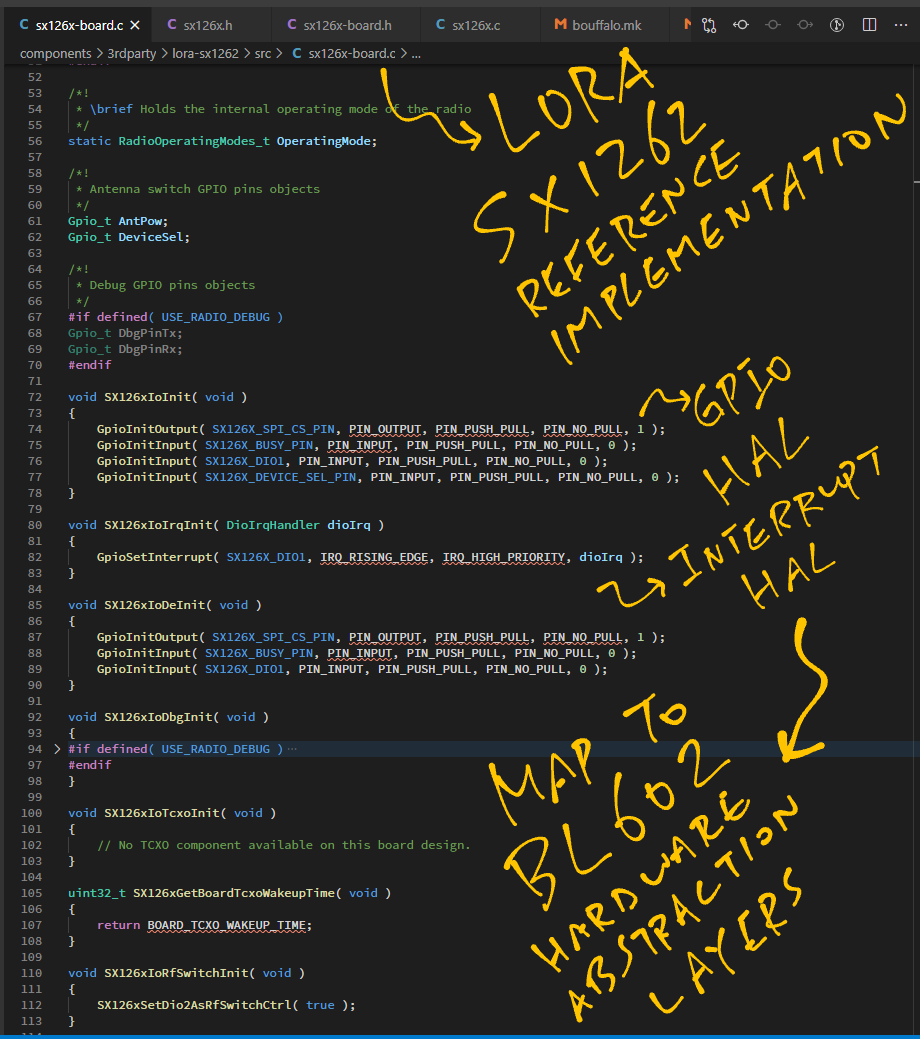 sx126x-board.c
sx126x.h
sx126x-board.h
sx126x.c
bouffalo.mk
components > 3rdparty > lora-sx1262 > src > C sx126x-board.c > ...
52
53 /*!
54 * \brief Holds the internal operating mode of the radio
55 */
56 static RadioOperatingModes_t OperatingMode;
57
58 /*!
59 * Antenna switch GPIO pins objects
60 */
61 Gpio_t AntPow;
62 Gpio_t DeviceSel;
63
64 /*!
65 * Debug GPIO pins objects
66 */
67 #if defined( USE_RADIO_DEBUG )
68 Gpio_t DbgPinTx;
69 Gpio_t DbgPinRx;
70 #endif
71
72 void SX126xIoInit( void )
73 {
74 GpioInitOutput( SX126X_SPI_CS_PIN, PIN_OUTPUT, PIN_PUSH_PULL, PIN_NO_PULL, 1 );
75 GpioInitInput( SX126X_BUSY_PIN, PIN_INPUT, PIN_PUSH_PULL, PIN_NO_PULL, 0 );
76 GpioInitInput( SX126X_DIO1, PIN_INPUT, PIN_PUSH_PULL, PIN_NO_PULL, 0 );
77 GpioInitInput( SX126X_DEVICE_SEL_PIN, PIN_INPUT, PIN_PUSH_PULL, PIN_NO_PULL, 0 );
78 }
79
80 void SX126xIoIrqInit( DioIrqHandler dioIrq )
81 {
82 GpioSetInterrupt( SX126X_DIO1, IRQ_RISING_EDGE, IRQ_HIGH_PRIORITY, dioIrq );
83 }
84
85 void SX126xIoDeInit( void )
86 {
87 GpioInitOutput( SX126X_SPI_CS_PIN, PIN_OUTPUT, PIN_PUSH_PULL, PIN_NO_PULL, 1 );
88 GpioInitInput( SX126X_BUSY_PIN, PIN_INPUT, PIN_PUSH_PULL, PIN_NO_PULL, 0 );
89 GpioInitInput( SX126X_DIO1, PIN_INPUT, PIN_PUSH_PULL, PIN_NO_PULL, 0 );
90 }
91
92 void SX126xIoDbgInit( void )
93 {
94 > #if defined( USE_RADIO_DEBUG ) ...
97 #endif
98 }
99
100 void SX126xIoTcxoInit( void )
101 {
102 // No TCXO component available on this board design.
103 }
104
105 uint32_t SX126xGetBoardTcxoWakeupTime( void )
106 {
107 return BOARD_TCXO_WAKEUP_TIME;
108 }
109
110 void SX126xIoRfSwitchInit( void )
111 {
112 SX126xSetDio2AsRfSwitchCtrl( true );
113 }
LORA
SX1262
REFERENCE
IMPLEMENTATION
GPIO
HAL
INTERRUPT
HAL
MAP TO
BL602
HARDWARE
ABSTRACTION
LAYERS